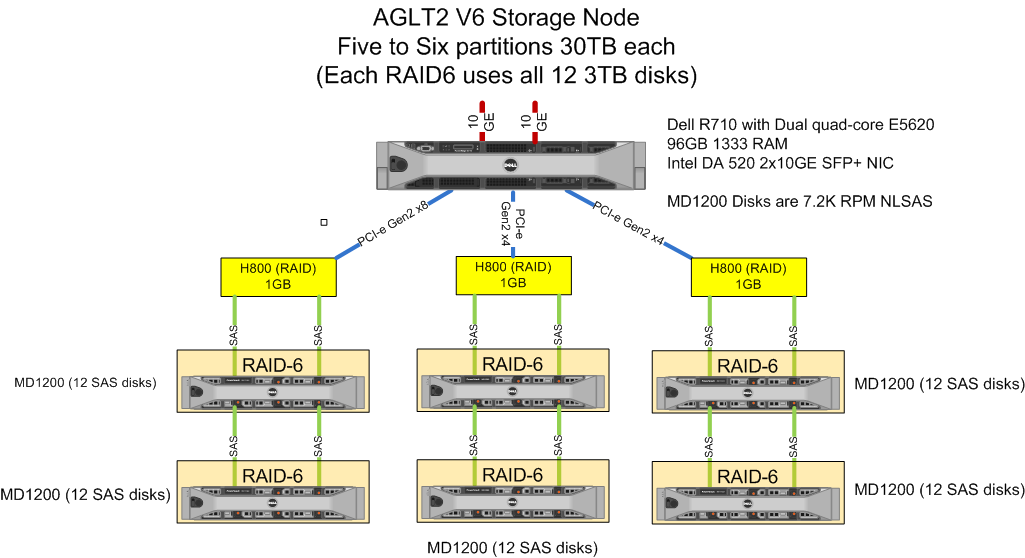 AGLT2 V6 Storage Node
Five to Six partitions 30TB each
(Each RAID6 uses all 12 3TB disks)
10 GE
10 GE
Dell R710 with Dual quad-core E5620
96GB 1333 RAM
Intel DA 520 2x10GE SFP+ NIC
MD1200 Disks are 7.2K RPM NLSAS
DELL
PCI-e Gen2 x8
PCI-e
Gen2 x4
PCI-e Gen2 x4
H800 (RAID)
1GB
H800 (RAID)
1GB
H800 (RAID)
1GB
SAS
SAS
SAS
SAS
SAS
SAS
RAID-6
RAID-6
RAID-6
MD1200 (12 SAS disks)
MD1200 (12 SAS disks)
SAS
SAS
SAS
SAS
SAS
SAS
RAID-6
RAID-6
RAID-6
MD1200 (12 SAS disks)
MD1200 (12 SAS disks)
MD1200 (12 SAS disks)